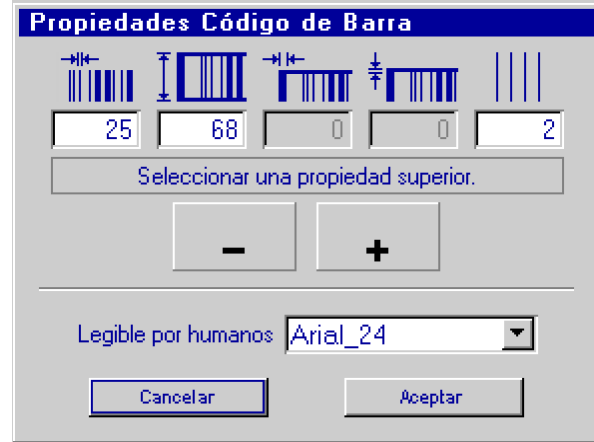 Propiedades Código de Barra
25 68 0 0 2
Seleccionar una propiedad superior.
- +
Legible por humanos Arial_24
Cancelar Aceptar